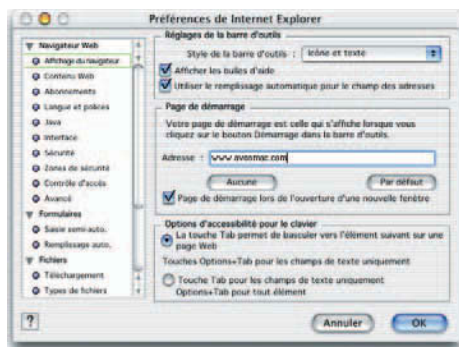 Préférences de Internet Explorer
Navigateur Web
Affichage du navigateur
Contenu Web
Abonnements
Langue et polices
Java
Interface
Sécurité
Zones de sécurité
Contrôle d'accès
Avancé
Formulaires
Saisie semi-auto.
Remplissage auto.
Fichiers
Téléchargement
Types de fichiers
Réglages de la barre d'outils
Style de la barre d'outils : Icône et texte
Afficher les bulles d'aide
Utiliser le remplissage automatique pour le champ des adresses
Page de démarrage
Votre page de démarrage est celle qui s'affiche lorsque vous
cliquez sur le bouton Démarrage dans la barre d'outils.
Adresse : www.avosmac.com
Aucune Par défaut
Page de démarrage lors de l'ouverture d'une nouvelle fenêtre
Options d'accessibilité pour le clavier
La touche Tab permet de basculer vers l'élément suivant sur une
page Web
Touches Options+Tab pour les champs de texte uniquement
Touche Tab pour les champs de texte uniquement
Options+Tab pour tout élément
? Annuler OK